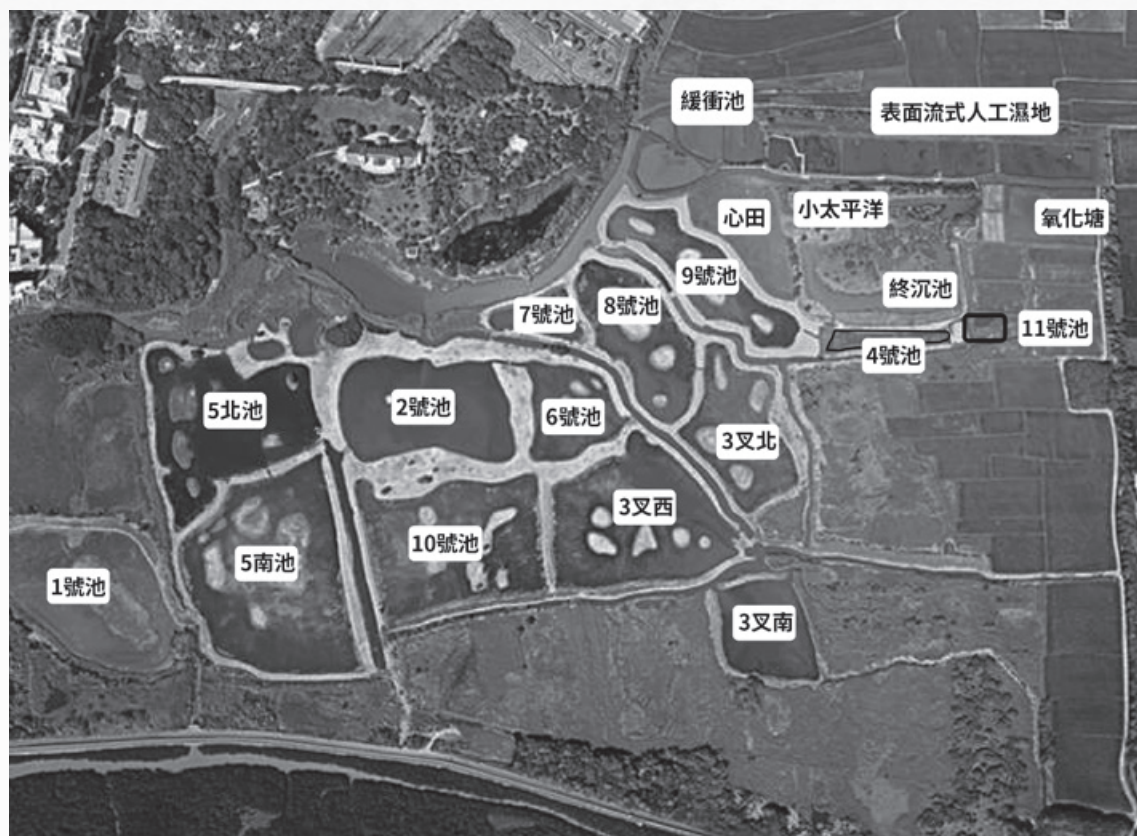 緩衝池
表面流式人工濕地
心田
小太平洋
氧化塘
9號池
終沉池
7號池
8號池
11號池
4號池
5北池
2號池
6號池
3叉北
3叉西
10號池
5南池
1號池
3叉南